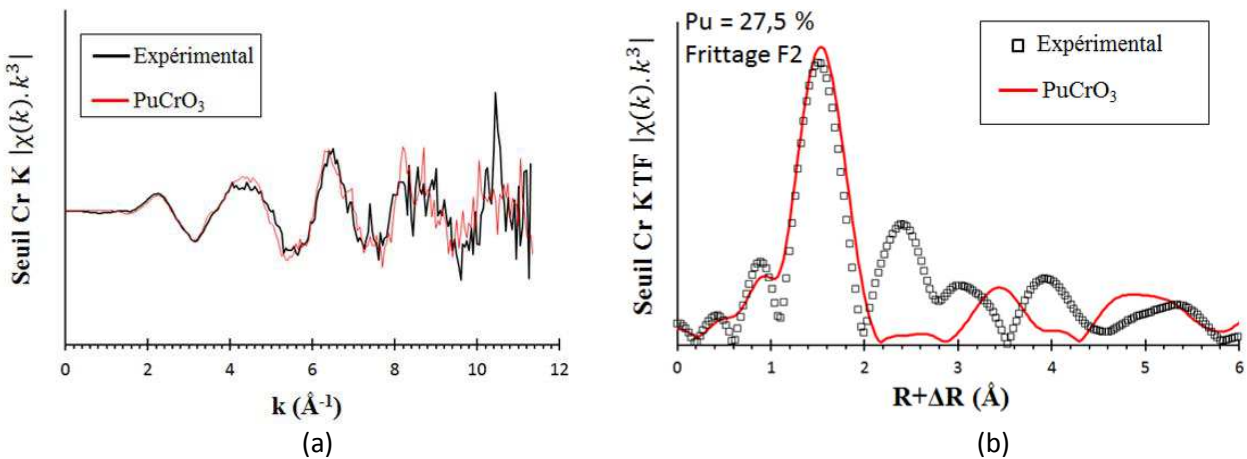 Seuil Cr K |χ(k).k³|
Expérimental
PuCrO₃
0 2 4 6 8 10 12
k (Å⁻¹)
(a)
Pu = 27,5 %
Frittage F2
Seuil Cr K TF |χ(k).k³|
Expérimental
PuCrO₃
0 1 2 3 4 5 6
R+ΔR (Å)
(b)